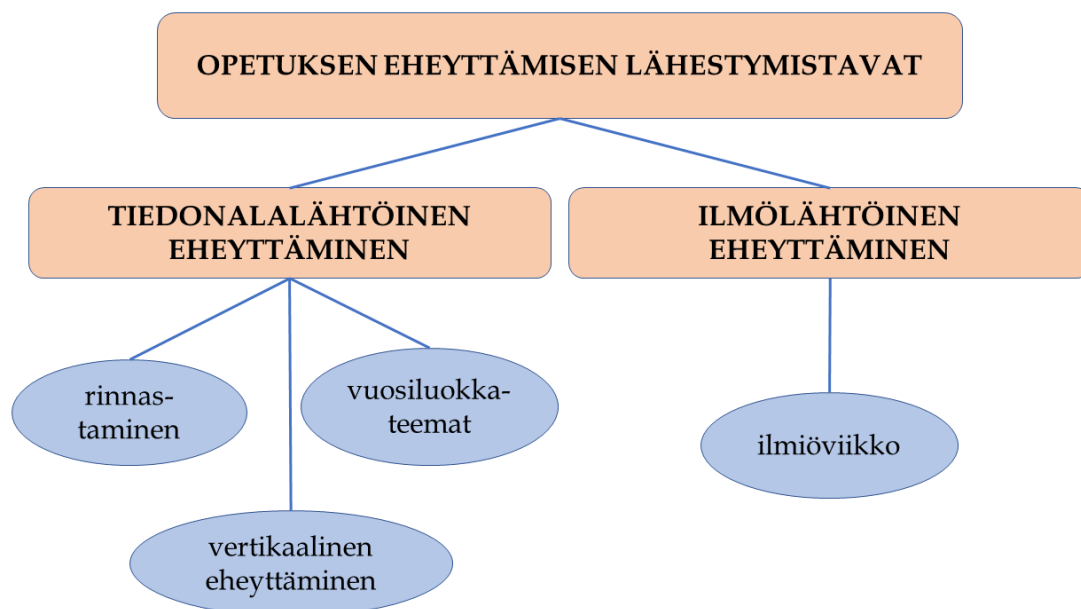 OPETUKSEN EHEYTTÄMISEN LÄHESTYMISTAVAT
TIEDONALALÄHTÖINEN
EHEYTTÄMINEN
ILMÖLÄHTÖINEN
EHEYTTÄMINEN
rinnas-
taminen
vuosiluokka-
teemat
ilmiöviikko
vertikaalinen
eheyttäminen